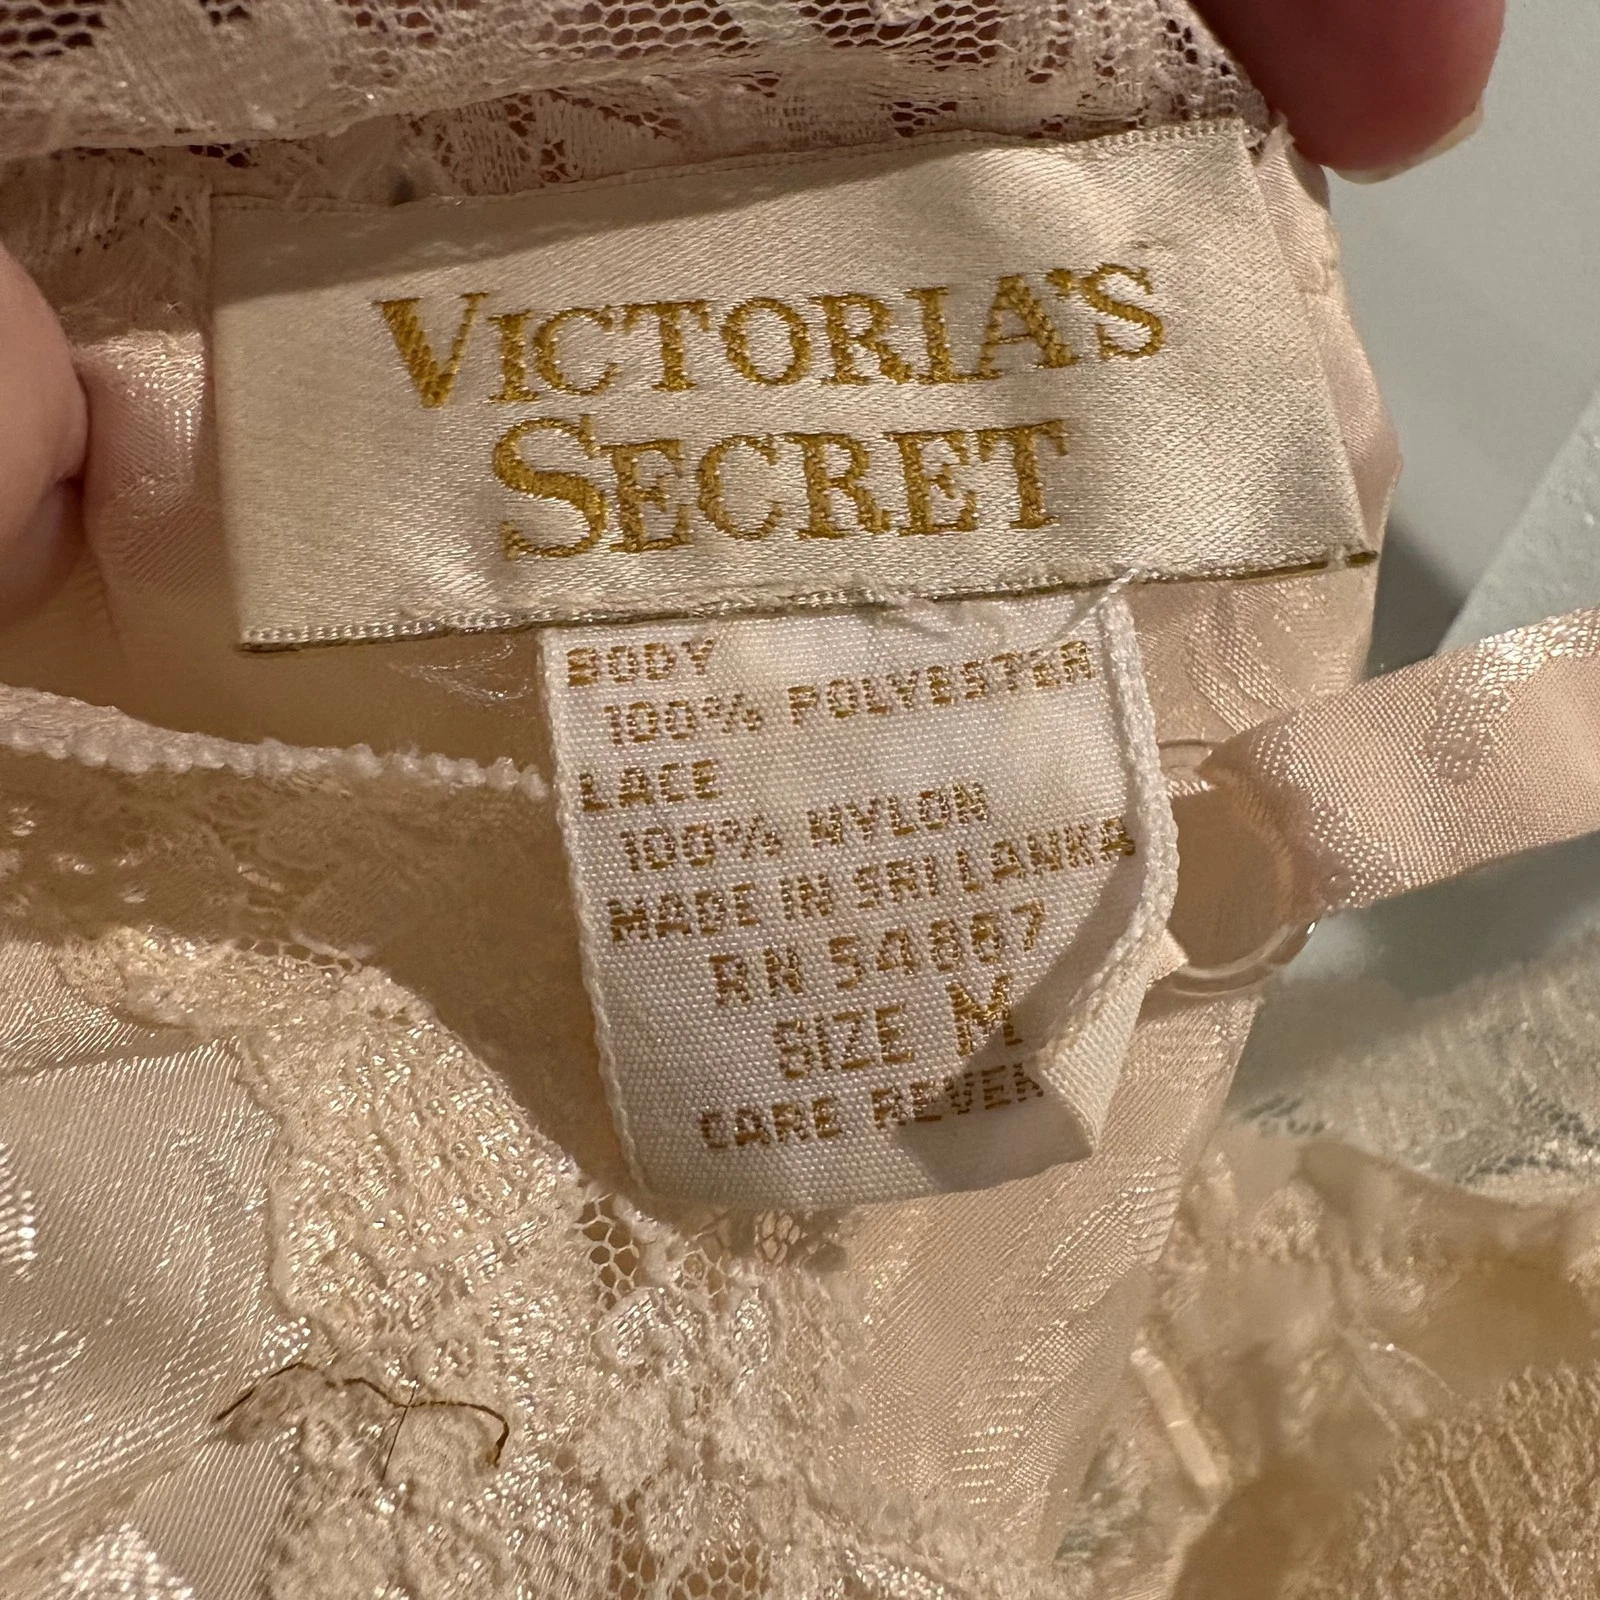 VICTORIA'S
SECRET
BODY
100% POLYESTER
LACE
100% NYLON
MADE IN SRI LANKA
RN 54867
SIZE M
CARE REVER